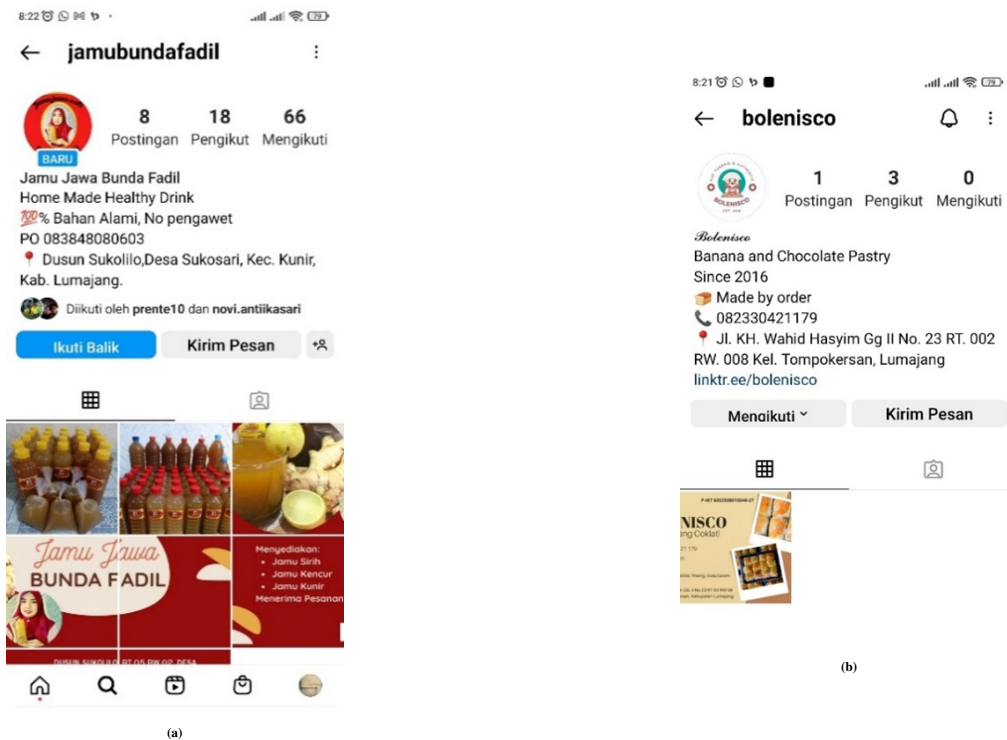 8:22
79
jamubundafadil
8
18
66
Postingan
Pengikut
Mengikuti
BARU
Jamu Jawa Bunda Fadil
Home Made Healthy Drink
💯% Bahan Alami, No pengawet
PO 083848080603
📍 Dusun Sukolilo,Desa Sukosari, Kec. Kunir,
Kab. Lumajang.
Diikuti oleh prente10 dan novi.antiikasari
Ikuti Balik
Kirim Pesan
Jamu Jawa
BUNDA FADIL
Menyediakan:
• Jamu Sirih
• Jamu Kencur
• Jamu Kunir
Menerima Pesanan
DUSUN SUKOLILO RT 05 RW 02, DESA
(a)
8:21
79
bolenisco
1
3
0
Postingan
Pengikut
Mengikuti
BOLENISCO
Bolenisco
Banana and Chocolate Pastry
Since 2016
Made by order
082330421179
📍 Jl. KH. Wahid Hasyim Gg II No. 23 RT. 002
RW. 008 Kel. Tompokersan, Lumajang
linktr.ee/bolenisco
Mengikuti
Kirim Pesan
NISCO
ang Coklat)
(b)